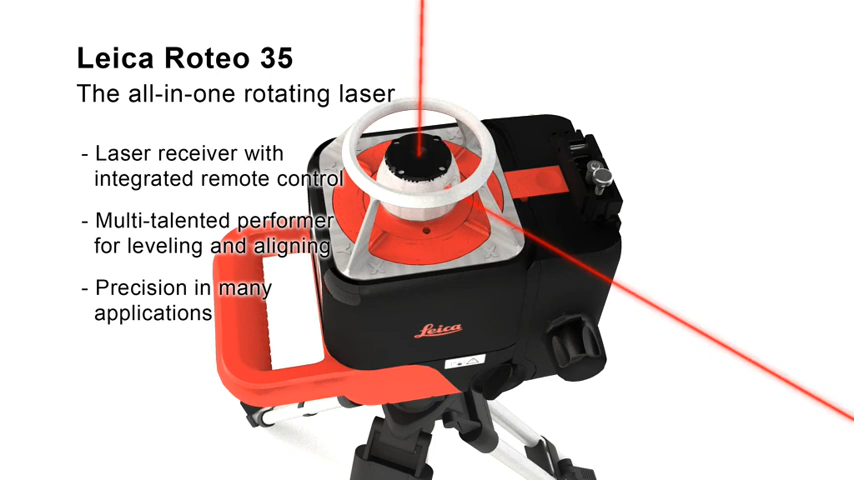 Leica Roteo 35
The all-in-one rotating laser
- Laser receiver with
integrated remote control
- Multi-talented performer
for leveling and aligning
- Precision in many
applications
Leica